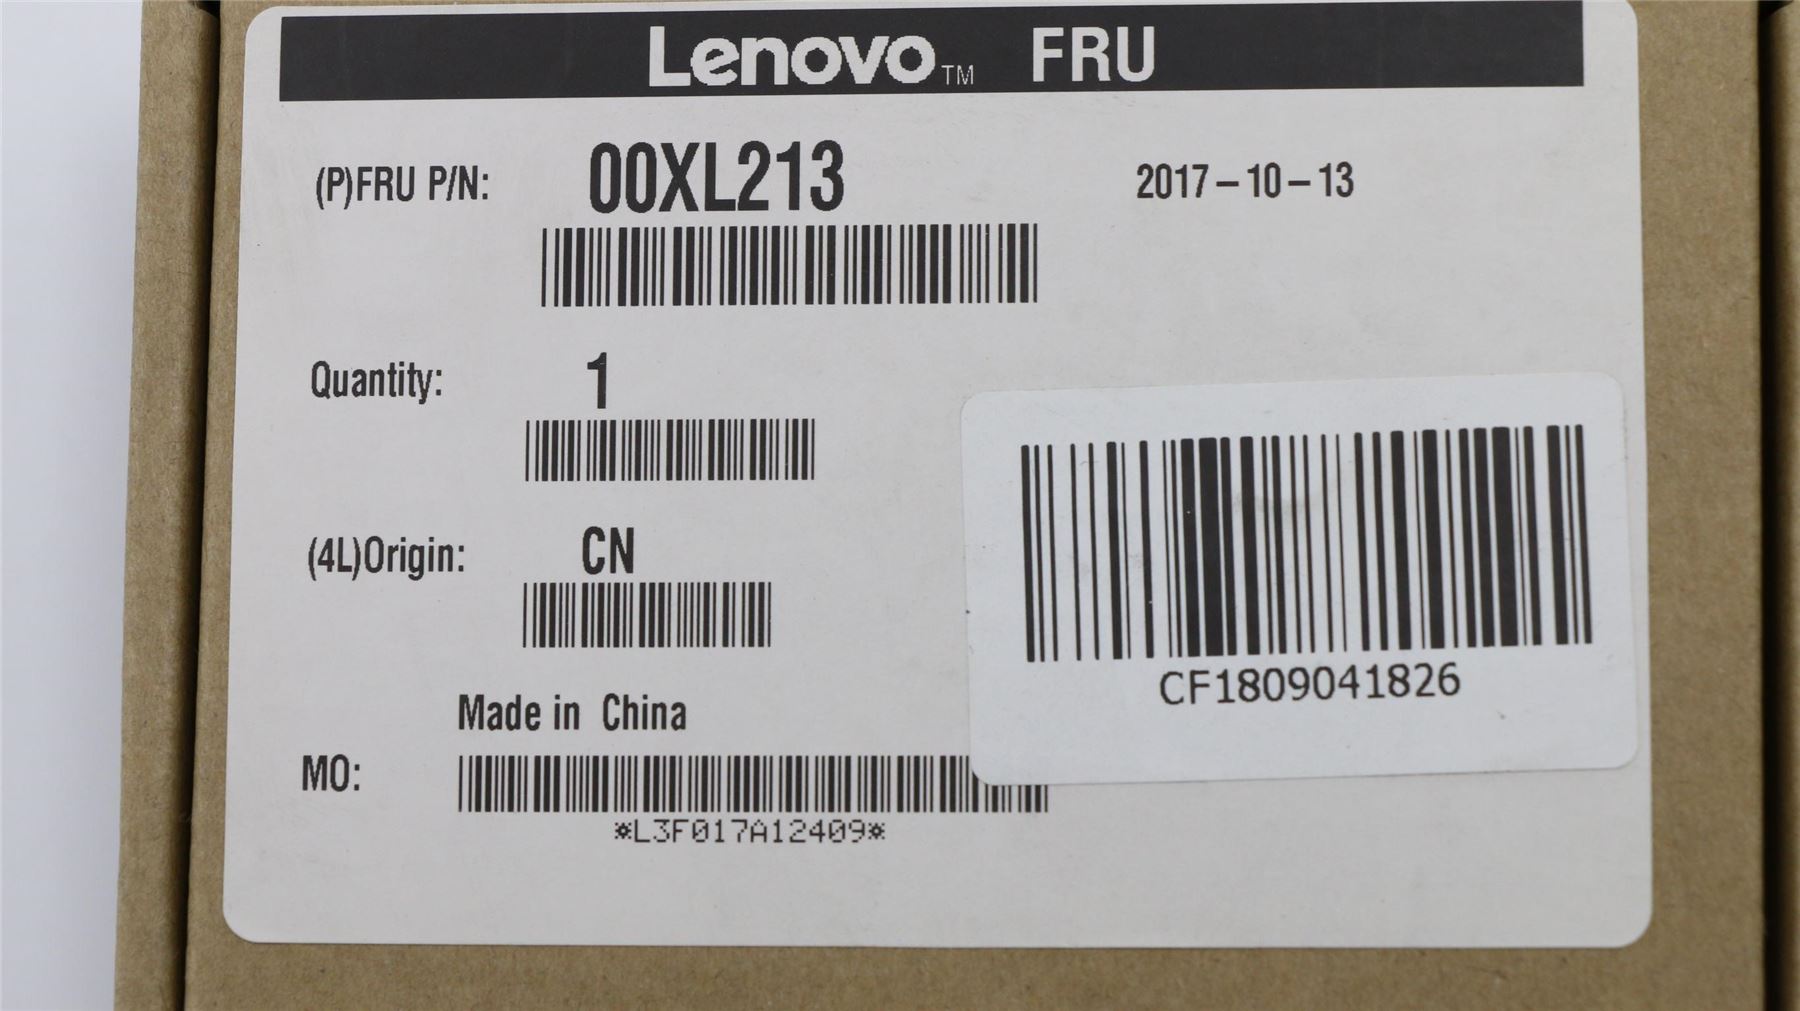 Lenovo™ FRU
(P)FRU P/N: 00XL213 2017-10-13
Quantity: 1
(4L)Origin: CN
CF1809041826
Made in China
MO:
*L3F017A12409*